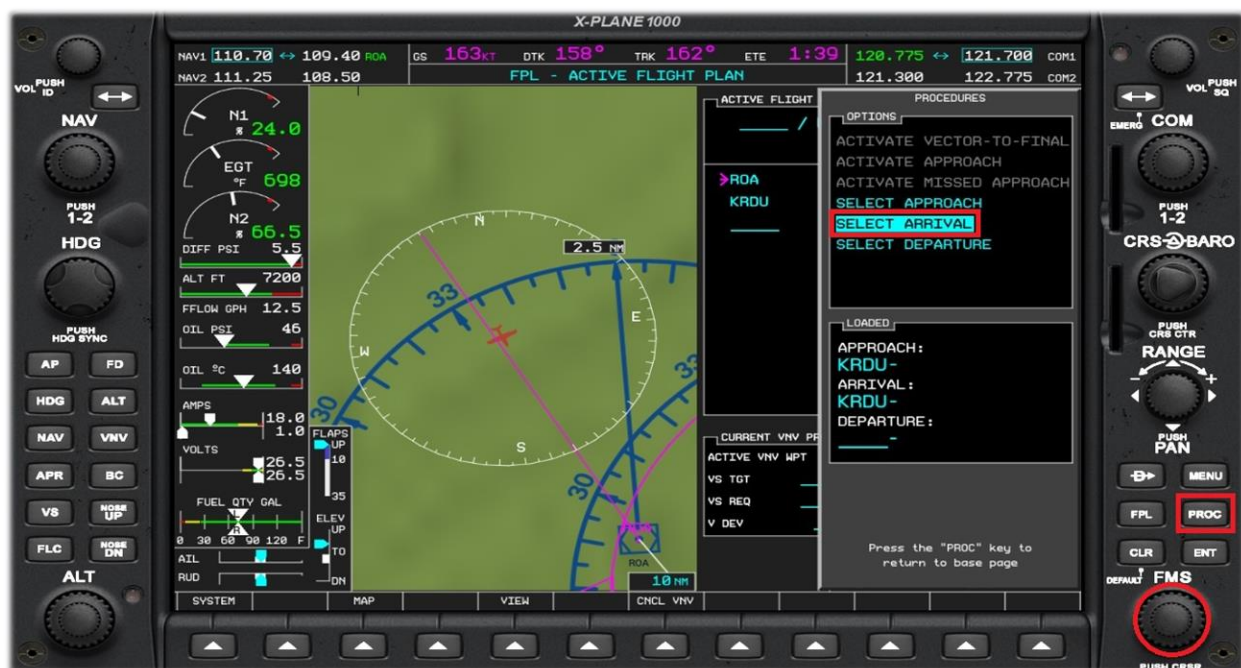 X-PLANE 1000
NAV1 110.70 ↔ 109.40 ROA
NAV2 111.25 108.50
GS 163KT DTK 158° TRK 162° ETE 1:39
FPL - ACTIVE FLIGHT PLAN
120.775 ↔ 121.700 COM1
121.300 122.775 COM2
VOL PUSH ID
NAV
PUSH
1-2
HDG
PUSH
HDG SYNC
AP FD
HDG ALT
NAV VNV
APR BC
VS NOSE UP
FLC NOSE DN
ALT
N1
% 24.0
EGT
°F 698
N2
% 66.5
DIFF PSI 5.5
ALT FT 7200
FFLOW GPH 12.5
OIL PSI 46
OIL ºC 140
AMPS
18.0
1.0
VOLTS
26.5
26.5
FUEL QTY GAL
L
R
0 30 60 90 120 F
AIL
RUD
FLAPS
UP
10
35
ELEV
UP
TO
DN
N
2.5 NM
33
E
W
S
30
33
30
ROA
10 NM
ACTIVE FLIGHT
/
ROA
KRDU
CURRENT VNV PR
ACTIVE VNV WPT
VS TGT
VS REQ
V DEV
PROCEDURES
OPTIONS
ACTIVATE VECTOR-TO-FINAL
ACTIVATE APPROACH
ACTIVATE MISSED APPROACH
SELECT APPROACH
SELECT ARRIVAL
SELECT DEPARTURE
LOADED
APPROACH:
KRDU-
ARRIVAL:
KRDU-
DEPARTURE:
_____-
Press the "PROC" key to
return to base page
SYSTEM MAP VIEW CNCL VNV
VOL PUSH SQ
EMERG COM
PUSH
1-2
CRS BARO
PUSH
CRS CTR
RANGE
- +
PUSH
PAN
D MENU
FPL PROC
CLR ENT
DEFAULT FMS
PUSH CRSR